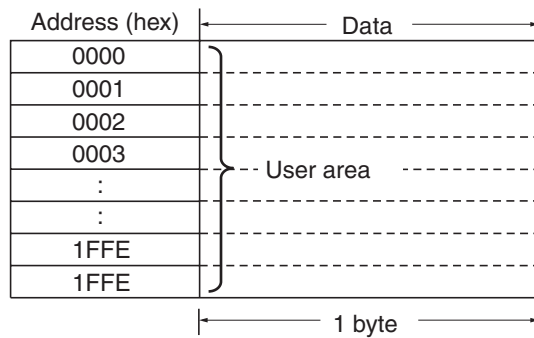 Address (hex) Data
0000
0001
0002
0003
User area
:
:
1FFE
1FFE
1 byte